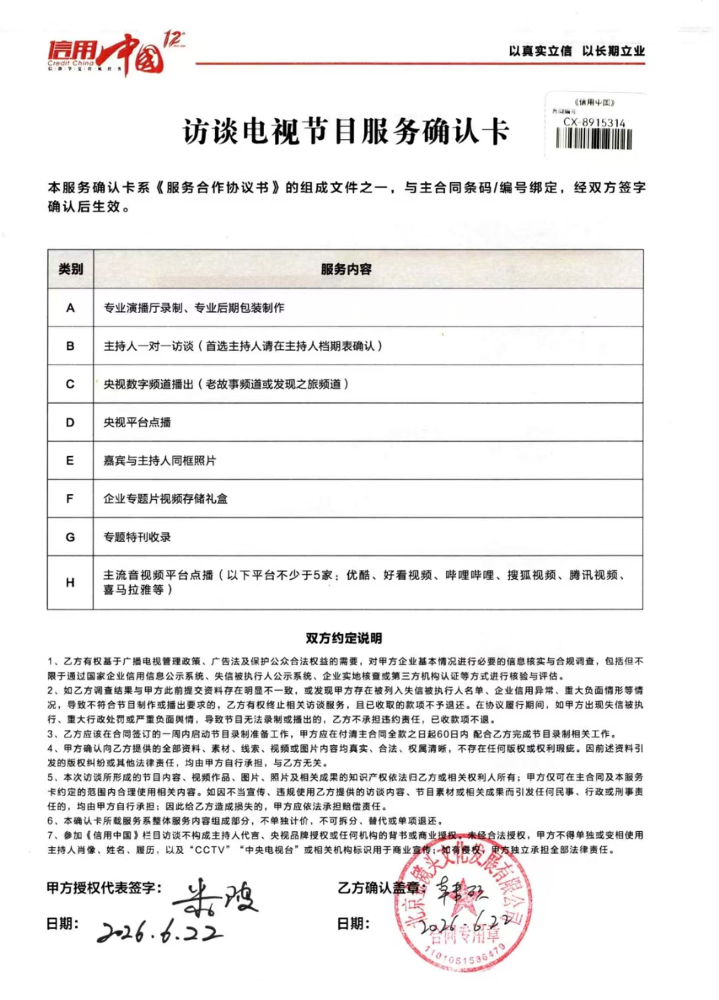 信用中国
12
Credit China
以真实立信 以长期立业
《信用中国》
合同编号
CX-8915314
访谈电视节目服务确认卡
本服务确认卡系《服务合作协议书》的组成文件之一，与主合同条码/编号绑定，经双方签字
确认后生效。
类别 服务内容
A 专业演播厅录制、专业后期包装制作
B 主持人一对一访谈（首选主持人请在主持人档期表确认）
C 央视数字频道播出（老故事频道或发现之旅频道）
D 央视平台点播
E 嘉宾与主持人同框照片
F 企业专题片视频存储礼盒
G 专题特刊收录
H 主流音视频平台点播（以下平台不少于5家：优酷、好看视频、哔哩哔哩、搜狐视频、腾讯视频、
喜马拉雅等）
双方约定说明
1、乙方有权基于广播电视管理政策、广告法及保护公众合法权益的需要，对甲方企业基本情况进行必要的信息核实与合规调查，包括但不
限于通过国家企业信用信息公示系统、失信被执行人公示系统、企业实地核查或第三方机构认证等方式进行核验与评估。
2、如乙方调查结果与甲方此前提交资料存在明显不一致，或发现甲方存在被列入失信被执行人名单、企业信用异常、重大负面情形等情
况，导致不符合节目制作或播出要求的，乙方有权终止相关访谈服务，且已收取的款项不予退还。在协议履行期间，如甲方出现失信被执
行、重大行政处罚或严重负面舆情，导致节目无法录制或播出的，乙方不承担违约责任，已收款项不退。
3、乙方应该在合同签订的一周内启动节目录制准备工作，甲方应在付清主合同全款之日起60日内 配合乙方完成节目录制相关工作。
4、甲方确认向乙方提供的全部资料、素材、线索、视频或图片内容均真实、合法、权属清晰，不存在任何版权或权利瑕疵。因前述资料引
发的版权纠纷或其他法律责任，均由甲方自行承担，与乙方无关。
5、本次访谈所形成的节目内容、视频作品、图片、照片及相关成果的知识产权依法归乙方或相关权利人所有；甲方仅可在主合同及本服务
卡约定的范围内合理使用相关内容。如因不当宣传、违规使用乙方提供的访谈内容、节目素材或相关成果而引发任何民事、行政或刑事责
任的，均由甲方自行承担；因此给乙方造成损失的，甲方应依法承担赔偿责任。
6、本确认卡所载服务系整体服务内容组成部分，不单独计价，不可拆分、替代或单项退还。
7、参加《信用中国》栏目访谈不构成主持人代言、央视品牌授权或任何机构的背书或商业授权。未经合法授权，甲方不得单独或变相使用
主持人肖像、姓名、履历，以及“CCTV”“中央电视台”或相关机构标识用于商业宣传；如有侵权，甲方独立承担全部法律责任。
甲方授权代表签字： 乙方确认盖章：
日期： 2026.6.22 日期： 2026.6.22
镜头文化发展有限公司
合同专用章